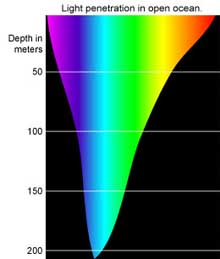 Light penetration in open ocean.
Depth in
meters
50
100
150
200